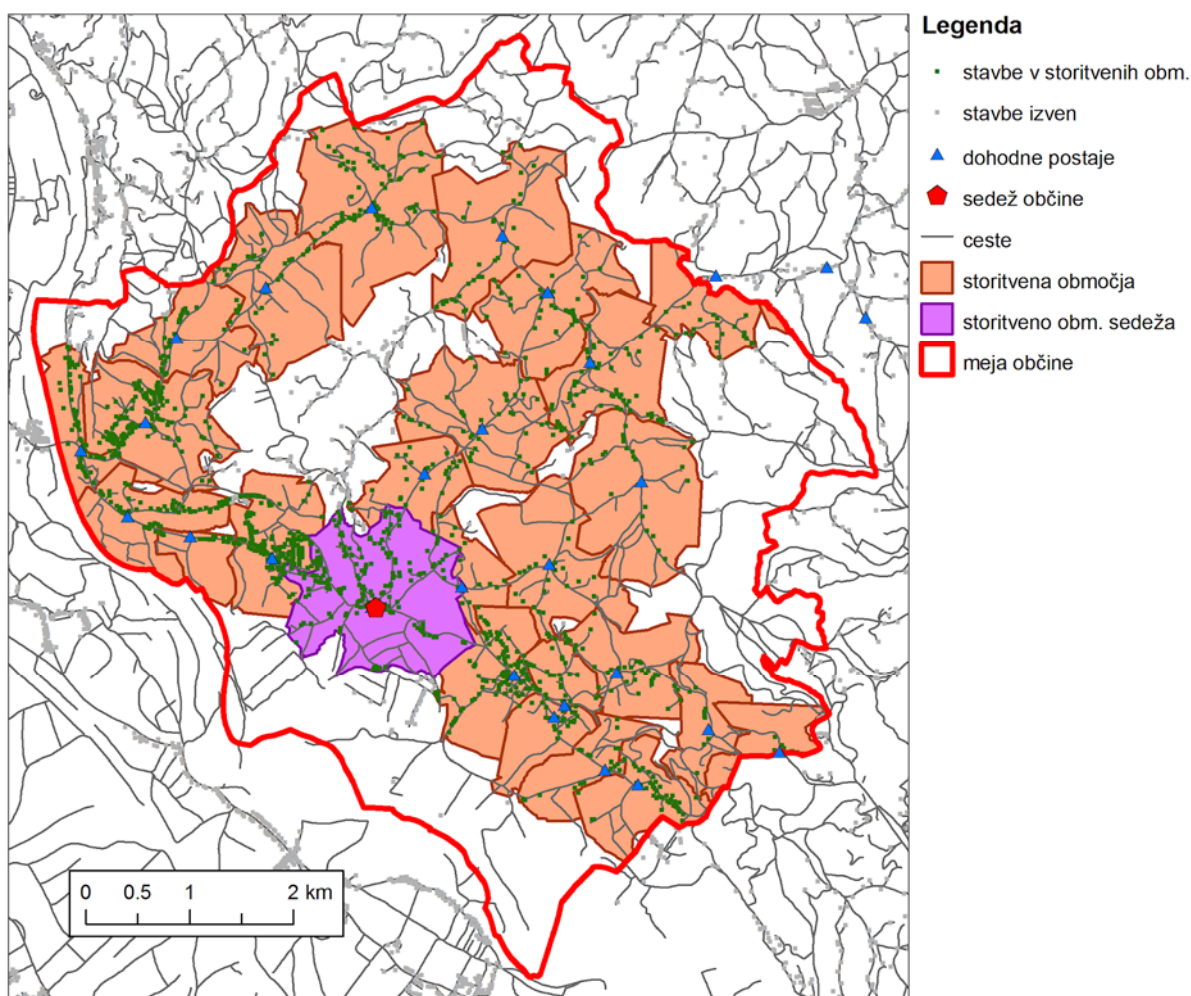 Legenda
stavbe v storitvenih obm.
stavbe izven
dohodne postaje
sedež občine
ceste
storitvena območja
storitveno obm. sedeža
meja občine
0 0.5 1 2 km